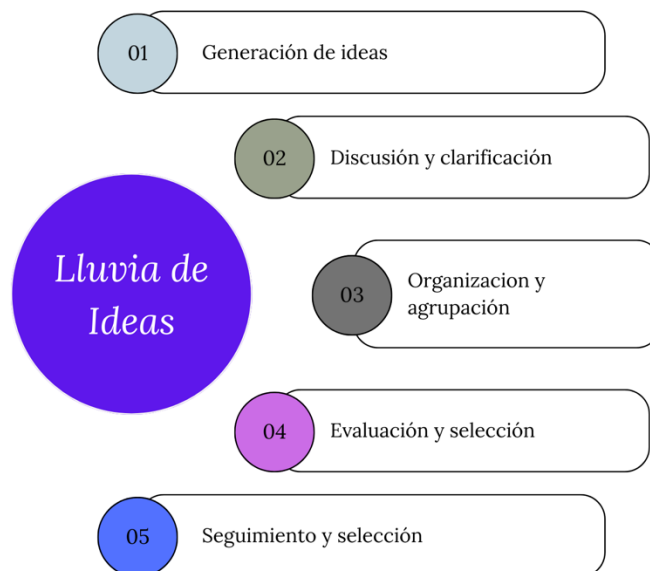 01
Generación de ideas
02
Discusión y clarificación
Lluvia de
Ideas
03
Organizacion y
agrupación
04
Evaluación y selección
05
Seguimiento y selección